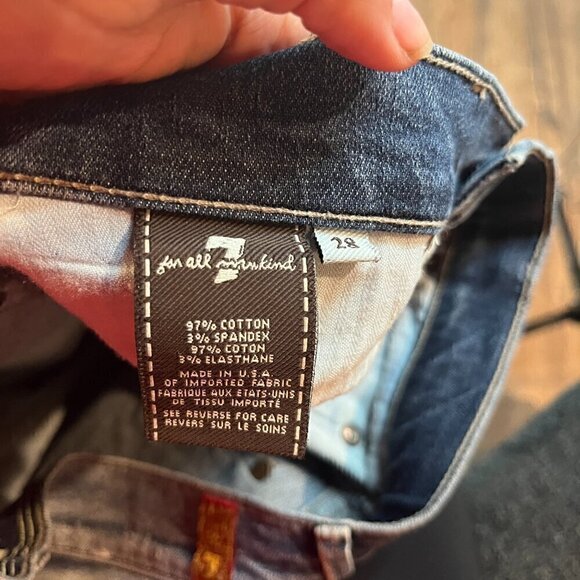 7
for all mankind
28
97% COTTON
3% SPANDEX
97% COTON
3% ELASTHANE
MADE IN U.S.A
OF IMPORTED FABRIC
FABRIQUE AUX ÉTATS-UNIS
DE TISSU IMPORTÉ
SEE REVERSE FOR CARE
REVERS SUR LE SOINS